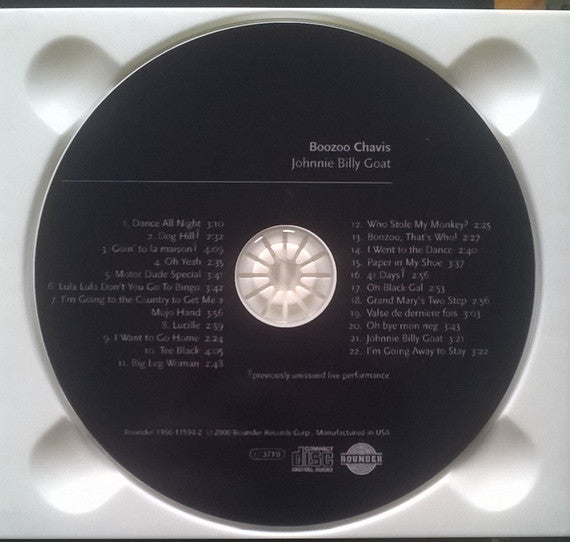 Boozoo Chavis
Johnnie Billy Goat
1. Dance All Night 3:10
2. Dog Hill† 2:32
3. Goin' to la maison† 4:09
4. Oh Yeah 2:35
5. Motor Dude Special
6. Lula Lula Don't You Go To Bingo 3:42
7. I'm Going to the Country to Get Me a
Mojo Hand 3:56
8. Lucille 2:59
9. I Want to Go Home 2:24
10. Tee Black 4:05
11. Big Leg Woman 2:48
12. Who Stole My Monkey? 2:25
13. Boozoo, That's Who! 2:27
14. I Went to the Dance 2:40
15. Paper in My Shoe 3:37
16. 41 Days† 2:56
17. Oh Black Gal 2:53
18. Grand Mary's Two Step 2:56
19. Valse de derniere fois 3:03
20. Oh bye mon neg 3:43
21. Johnnie Billy Goat 3:21
22. I'm Going Away to Stay 3:22
†previously unissued live performance
Rounder 1166-11594-2 ℗© 2000 Rounder Records Corp., Manufactured in USA
3719
COMPACT
disc
DIGITAL AUDIO
ROUNDER